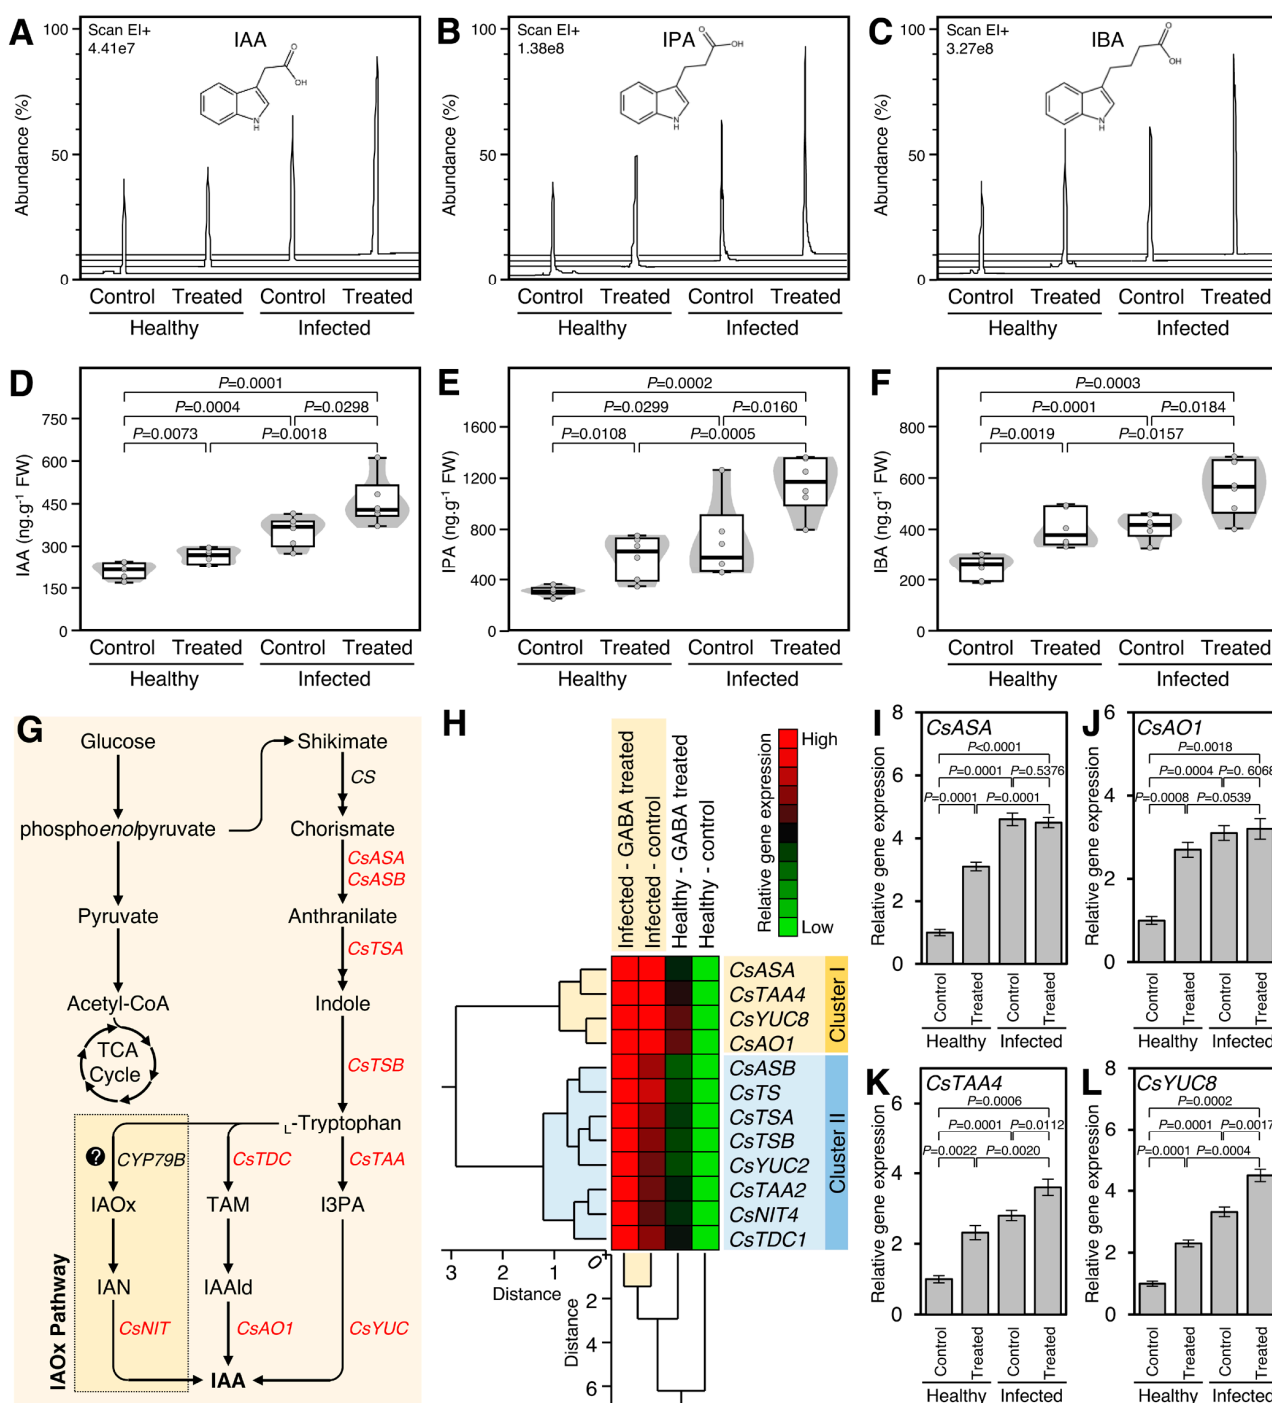 A
Scan EI+
4.41e7
IAA
O
OH
N
H
Abundance (%)
100
50
0
Control Treated Control Treated
Healthy Infected
B
Scan EI+
1.38e8
IPA
O
OH
N
H
Abundance (%)
100
50
0
Control Treated Control Treated
Healthy Infected
C
Scan EI+
3.27e8
IBA
O
OH
N
H
Abundance (%)
100
50
0
Control Treated Control Treated
Healthy Infected
D
P=0.0001
P=0.0004 P=0.0298
P=0.0073 P=0.0018
IAA (ng.g⁻¹ FW)
750
600
450
300
150
0
Control Treated Control Treated
Healthy Infected
E
P=0.0002
P=0.0299 P=0.0160
P=0.0108 P=0.0005
IPA (ng.g⁻¹ FW)
1600
1200
800
400
0
Control Treated Control Treated
Healthy Infected
F
P=0.0003
P=0.0001 P=0.0184
P=0.0019 P=0.0157
IBA (ng.g⁻¹ FW)
800
600
400
200
0
Control Treated Control Treated
Healthy Infected
G
Glucose
Shikimate
CS
phosphoenolpyruvate
Chorismate
CsASA
CsASB
Pyruvate
Anthranilate
CsTSA
Acetyl-CoA
Indole
TCA
Cycle
CsTSB
L-Tryptophan
?
CYP79B
CsTDC
CsTAA
IAOx
TAM
I3PA
IAN
IAAld
CsNIT
CsAO1
CsYUC
IAA
IAOx Pathway
H
Infected - GABA treated
Infected - control
Healthy - GABA treated
Healthy - control
Relative gene expression
High
Low
CsASA
CsTAA4
CsYUC8
CsAO1
Cluster I
CsASB
CsTS
CsTSA
CsTSB
CsYUC2
CsTAA2
CsNIT4
CsTDC1
Cluster II
3 2 1 0
Distance
2
4
6
Distance
I
CsASA
P<0.0001
P=0.0001 P=0.5376
P=0.0001 P=0.0001
Relative gene expression
8
6
4
2
0
Control Treated Control Treated
Healthy Infected
J
CsAO1
P=0.0018
P=0.0004 P=0.6068
P=0.0008 P=0.0539
Relative gene expression
6
4
2
0
Control Treated Control Treated
Healthy Infected
K
CsTAA4
P=0.0006
P=0.0001 P=0.0112
P=0.0022 P=0.0020
Relative gene expression
6
4
2
0
Control Treated Control Treated
Healthy Infected
L
CsYUC8
P=0.0002
P=0.0001 P=0.0017
P=0.0001 P=0.0004
Relative gene expression
8
6
4
2
0
Control Treated Control Treated
Healthy Infected